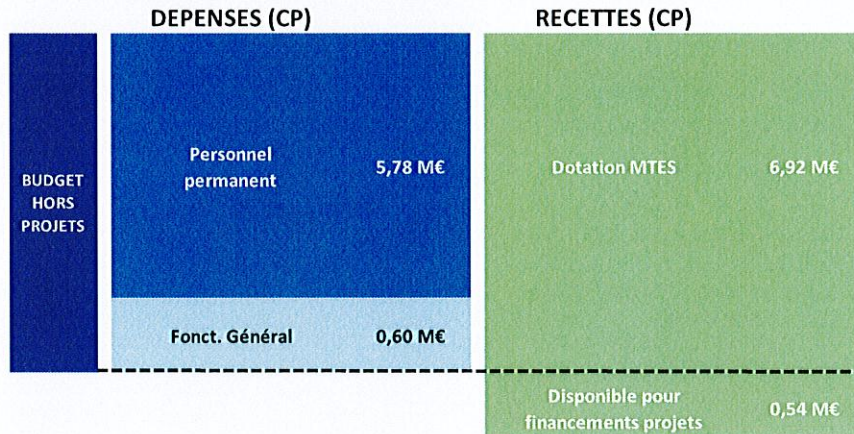 DEPENSES (CP)
RECETTES (CP)
BUDGET
HORS
PROJETS
Personnel
permanent
5,78 M€
Dotation MTES
6,92 M€
Fonct. Général
0,60 M€
Disponible pour
financements projets
0,54 M€